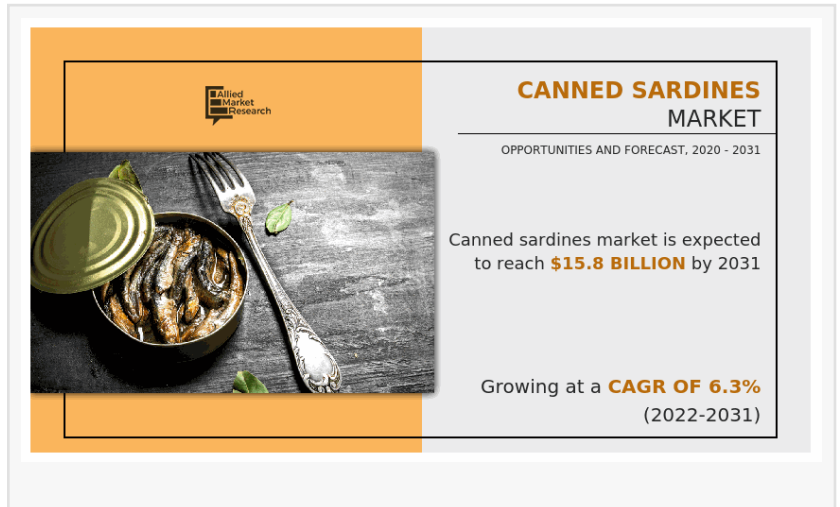 Allied
Market
Research
CANNED SARDINES
MARKET
OPPORTUNITIES AND FORECAST, 2020 - 2031
Canned sardines market is expected
to reach $15.8 BILLION by 2031
Growing at a CAGR OF 6.3%
(2022-2031)